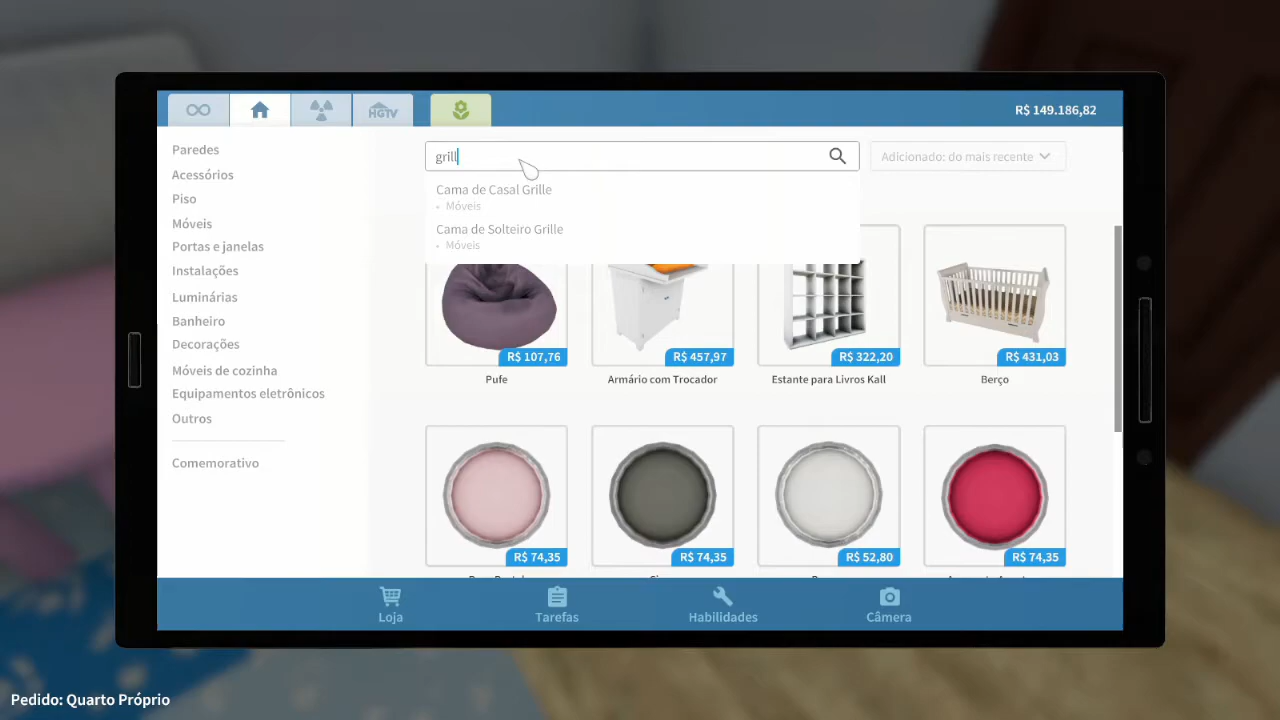 HGTV
R$ 149.186,82
grill
Adicionado: do mais recente
Paredes
Acessórios
Piso
Móveis
Portas e janelas
Instalações
Luminárias
Banheiro
Decorações
Móveis de cozinha
Equipamentos eletrônicos
Outros
Comemorativo
Cama de Casal Grille
• Móveis
Cama de Solteiro Grille
• Móveis
R$ 107,76
R$ 457,97
R$ 322,20
R$ 431,03
Pufe
Armário com Trocador
Estante para Livros Kall
Berço
R$ 74,35
R$ 74,35
R$ 52,80
R$ 74,35
Loja
Tarefas
Habilidades
Câmera
Pedido: Quarto Próprio